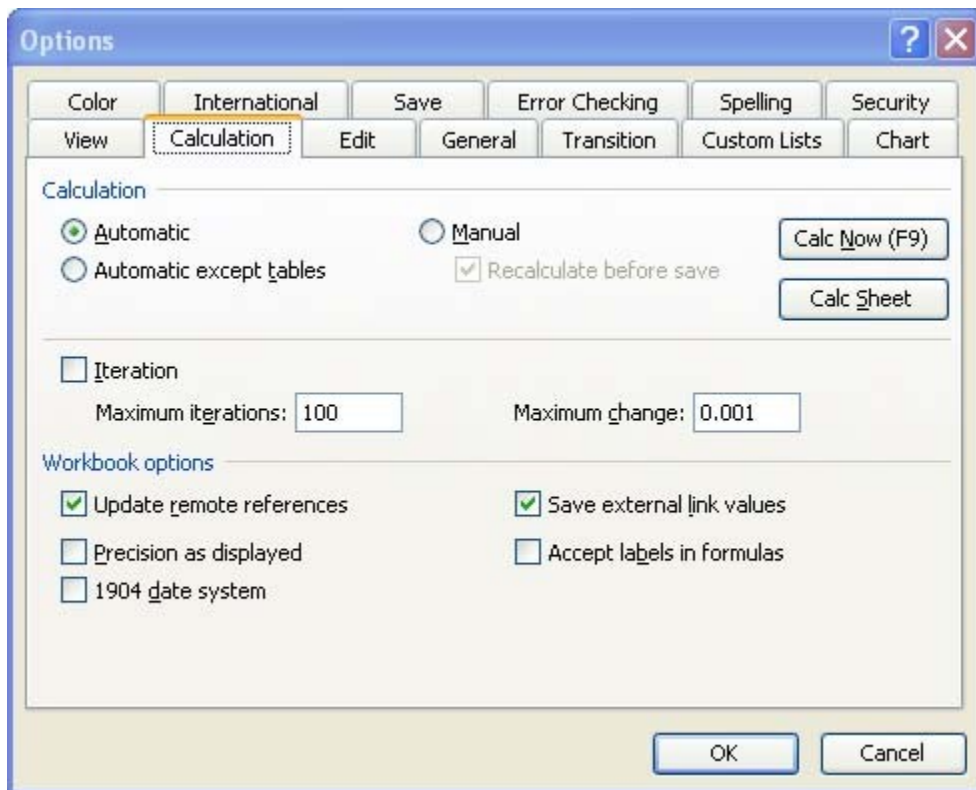 Options
Color International Save Error Checking Spelling Security
View Calculation Edit General Transition Custom Lists Chart
Calculation
Automatic Manual Calc Now (F9)
Automatic except tables Recalculate before save
Calc Sheet
Iteration
Maximum iterations: 100 Maximum change: 0.001
Workbook options
Update remote references Save external link values
Precision as displayed Accept labels in formulas
1904 date system
OK Cancel